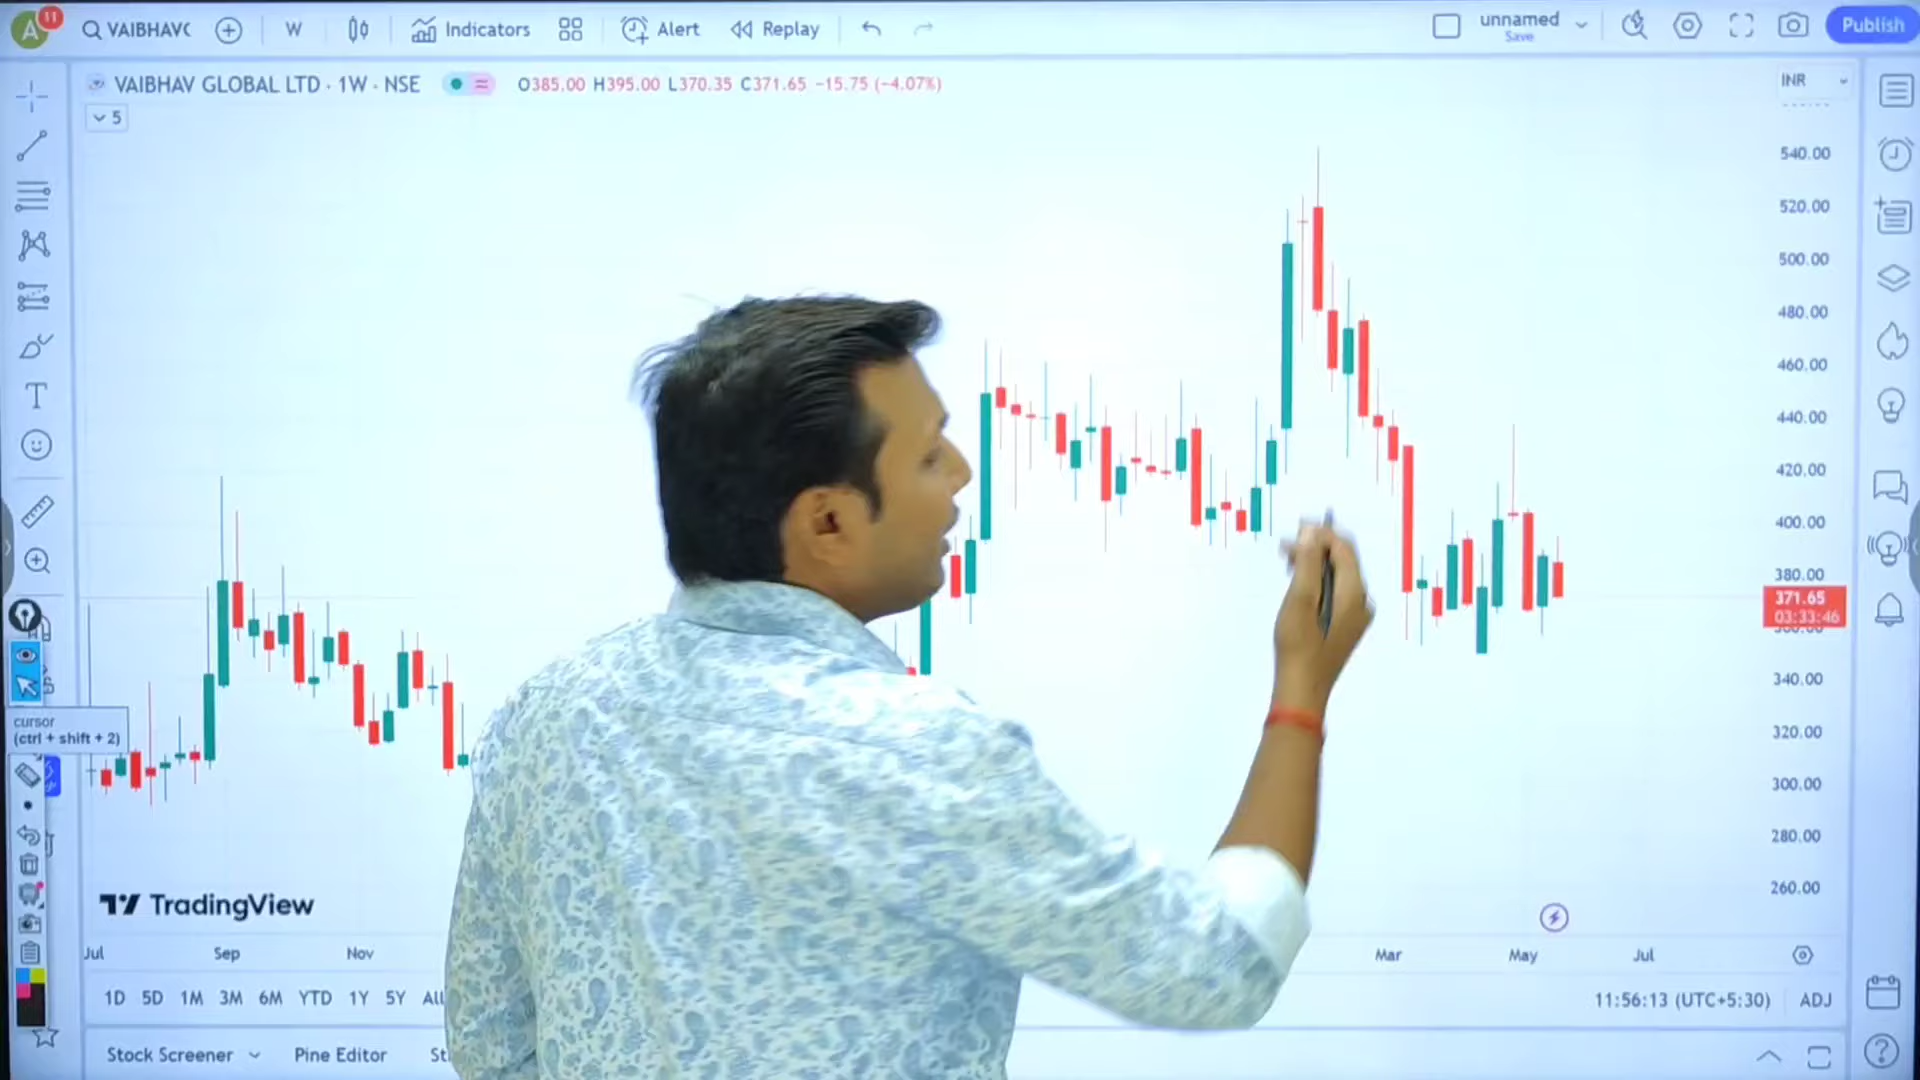 A 11 VAIBHAVC W Indicators Alert Replay unnamed Save Publish
VAIBHAV GLOBAL LTD · 1W · NSE O385.00 H395.00 L370.35 C371.65 −15.75 (−4.07%) INR
5
540.00
520.00
500.00
480.00
460.00
440.00
420.00
400.00
380.00
371.65
03:33:46
340.00
320.00
300.00
280.00
260.00
cursor
(ctrl + shift + 2)
TradingView
Jul Sep Nov Mar May Jul
1D 5D 1M 3M 6M YTD 1Y 5Y All 11:56:13 (UTC+5:30) ADJ
Stock Screener Pine Editor